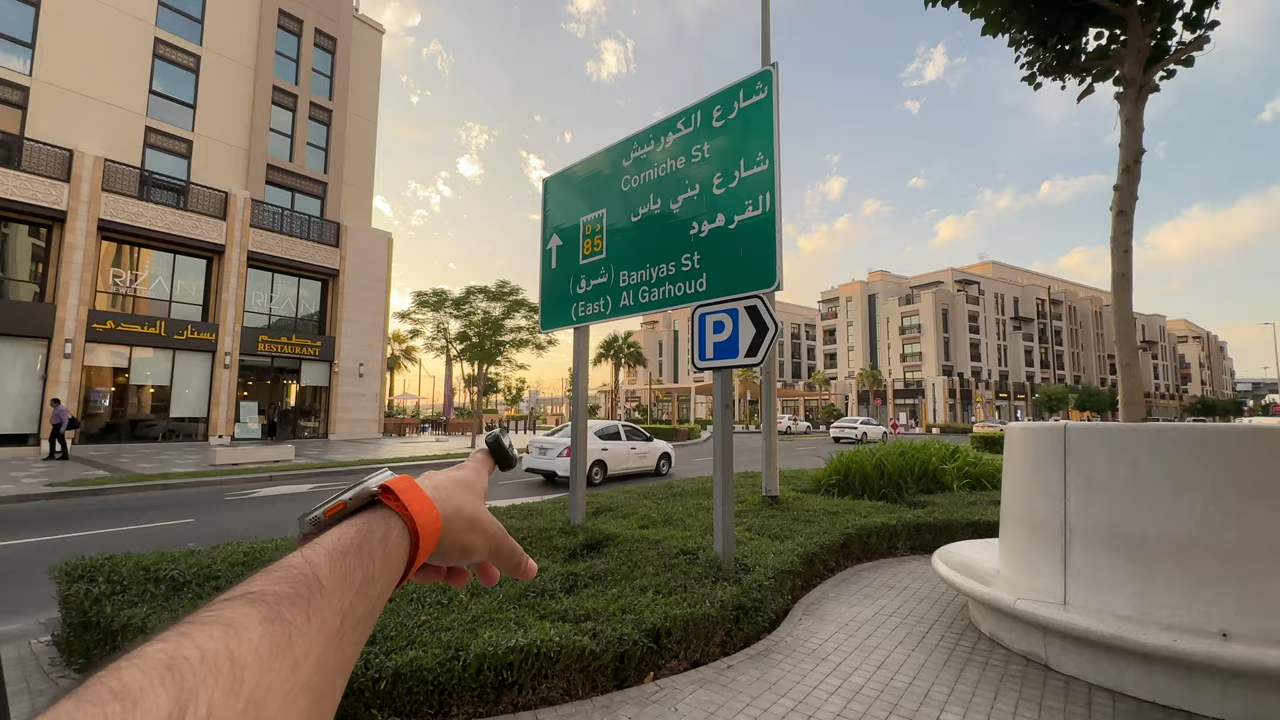 شارع الكورنيش
Corniche St
شارع بني ياس
القرهود
د د
85
(شرق)
(East)
Baniyas St
Al Garhoud
P
RIZAN
JEWELLERY
RIZAN
بستان المندي
مطعم
RESTAURANT